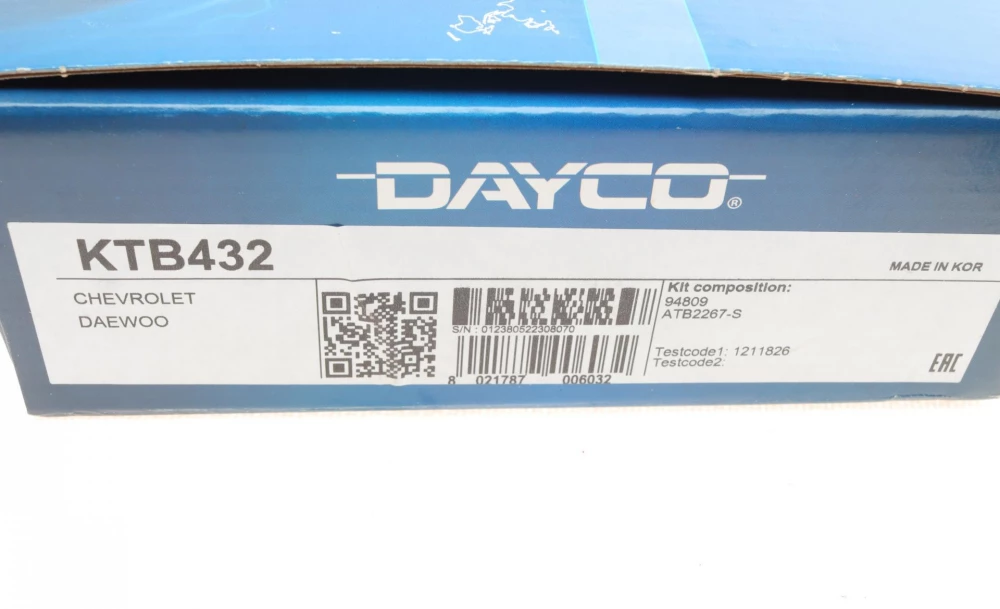 DAYCO®
KTB432
MADE IN KOR
CHEVROLET
DAEWOO
S/N : 012380522308070
8 021787 006032
Kit composition:
94809
ATB2267-S
Testcode1: 1211826
Testcode2:
EAC